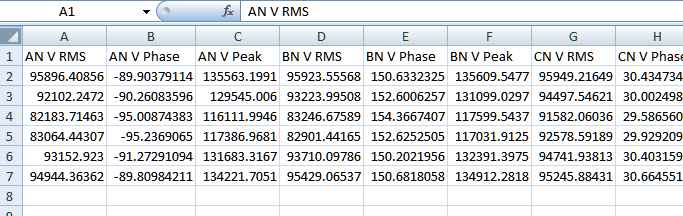 A1 fx AN V RMS
A B C D E F G H
1 AN V RMS AN V Phase AN V Peak BN V RMS BN V Phase BN V Peak CN V RMS CN V Phase
2 95896.40856 -89.90379114 135563.1991 95923.55568 150.6332325 135609.5477 95949.21649 30.434734
3 92102.2472 -90.26083596 129545.006 93223.99508 152.6006257 131099.0297 94497.54621 30.002498
4 82183.71463 -95.00874383 116111.9946 83246.67589 154.3667407 117599.5437 91582.06036 29.586560
5 83064.44307 -95.2369065 117386.9681 82901.44165 152.6252505 117031.9125 92578.59189 29.929209
6 93152.923 -91.27291094 131683.3167 93710.09786 150.2021956 132391.3975 94741.93813 30.403159
7 94944.36362 -89.80984211 134221.7051 95429.06537 150.6818058 134912.2818 95245.88431 30.664551
8